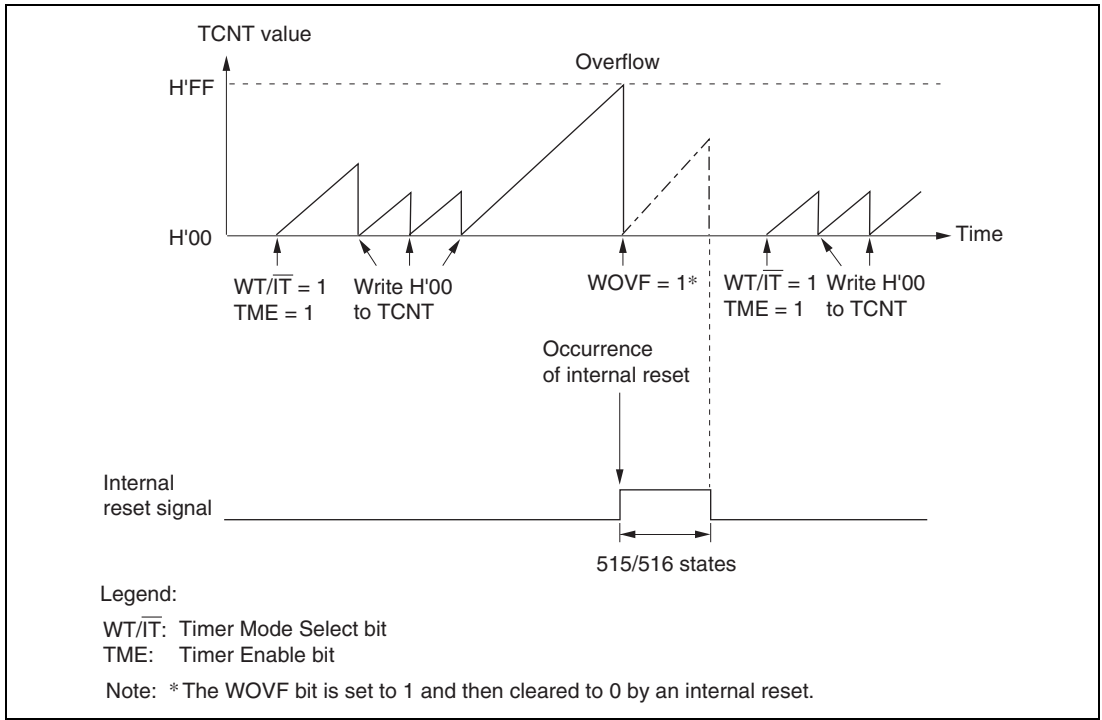 TCNT value
Overflow
H'FF
H'00
Time
WT/I̅T̅ = 1
TME = 1
Write H'00
to TCNT
WOVF = 1*
WT/I̅T̅ = 1
TME = 1
Write H'00
to TCNT
Occurrence
of internal reset
Internal
reset signal
515/516 states
Legend:
WT/I̅T̅: Timer Mode Select bit
TME: Timer Enable bit
Note: * The WOVF bit is set to 1 and then cleared to 0 by an internal reset.